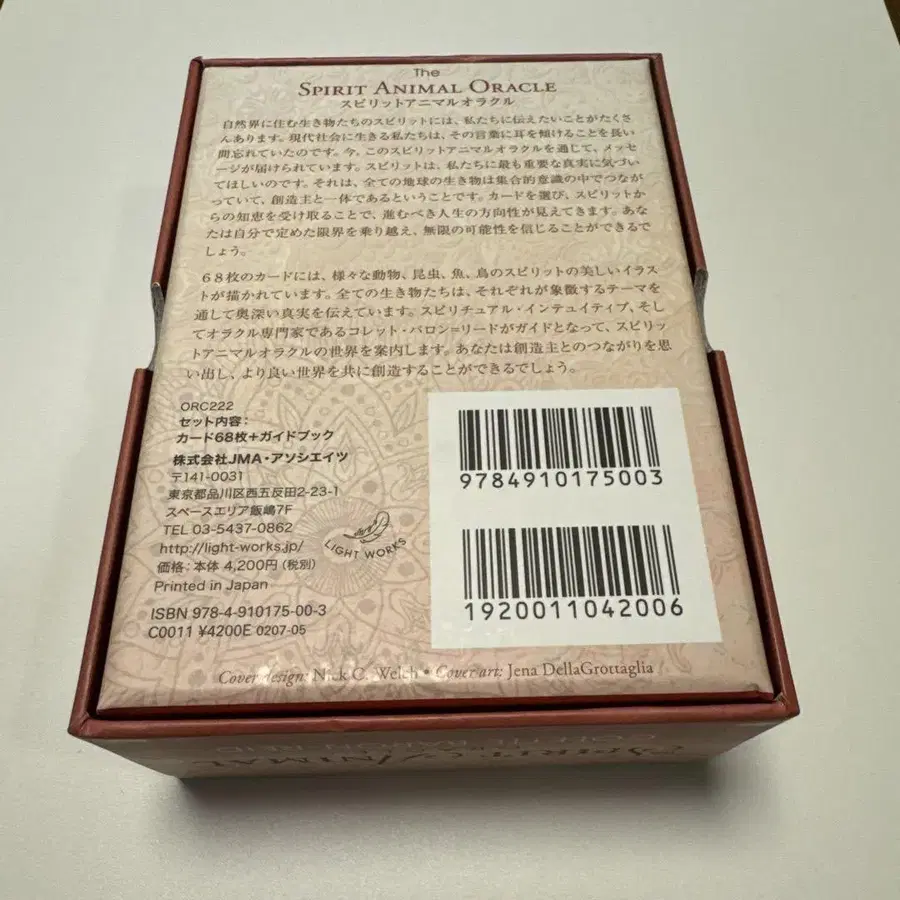 The
SPIRIT ANIMAL ORACLE
スピリットアニマルオラクル
自然界に住む生き物たちのスピリットには、私たちに伝えたいことがたくさ
んあります。現代社会に生きる私たちは、その言葉に耳を傾けることを長い
間忘れていたのです。今、このスピリットアニマルオラクルを通じて、メッセ
ージが届けられています。スピリットは、私たちに最も重要な真実に気づい
てほしいのです。それは、全ての地球の生き物は集合的意識の中でつなが
っていて、創造主と一体であるということです。カードを選び、スピリットか
らの知恵を受け取ることで、進むべき人生の方向性が見えてきます。あな
たは自分で定めた限界を乗り越え、無限の可能性を信じることができるで
しょう。
68枚のカードには、様々な動物、昆虫、魚、鳥のスピリットの美しいイラス
トが描かれています。全ての生き物たちは、それぞれが象徴するテーマを
通して奥深い真実を伝えています。スピリチュアル・インテュイティブ、そし
てオラクル専門家であるコレット・バロン=リードがガイドとなって、スピリッ
トアニマルオラクルの世界を案内します。あなたは創造主とのつながりを思
い出し、より良い世界を共に創造することができるでしょう。
ORC222
セット内容:
カード68枚+ガイドブック
株式会社JMA・アソシエイツ
〒141-0031
東京都品川区西五反田2-23-1
スペースエリア飯嶋7F
TEL 03-5437-0862
http://light-works.jp/
価格:本体 4,200円(税別)
Printed in Japan
LIGHT WORKS
ISBN 978-4-910175-00-3
C0011 ¥4200E 0207-05
9784910175003
1920011042006
Cover design: Nick C. Welch • Cover art: Jena DellaGrottaglia
SPIRIT ANIMAL
COLETTE BARON-REID